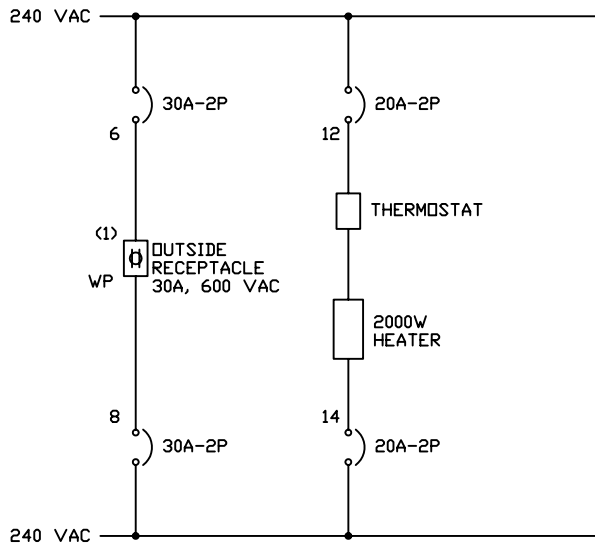 240 VAC
30A-2P
20A-2P
6
12
THERMOSTAT
(1)
OUTSIDE
RECEPTACLE
30A, 600 VAC
WP
2000W
HEATER
8
14
30A-2P
20A-2P
240 VAC